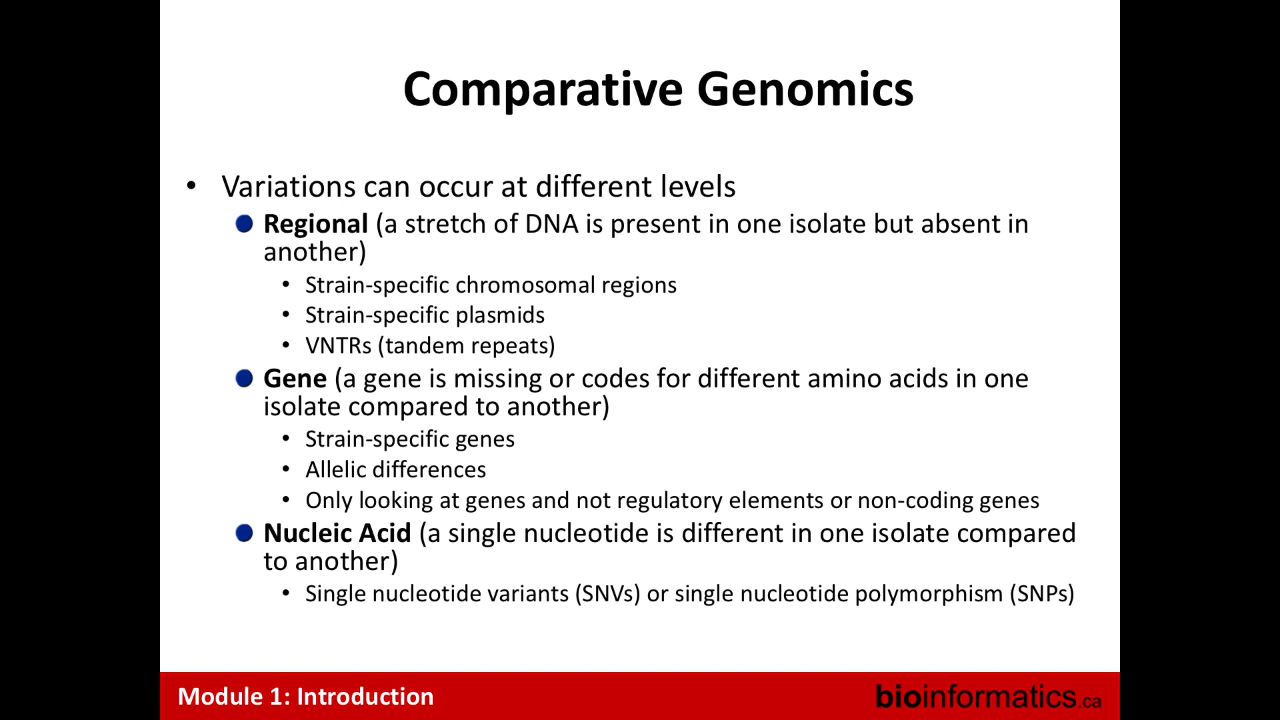 Comparative Genomics
• Variations can occur at different levels
Regional (a stretch of DNA is present in one isolate but absent in
another)
• Strain-specific chromosomal regions
• Strain-specific plasmids
• VNTRs (tandem repeats)
Gene (a gene is missing or codes for different amino acids in one
isolate compared to another)
• Strain-specific genes
• Allelic differences
• Only looking at genes and not regulatory elements or non-coding genes
Nucleic Acid (a single nucleotide is different in one isolate compared
to another)
• Single nucleotide variants (SNVs) or single nucleotide polymorphism (SNPs)
Module 1: Introduction
bioinformatics.ca